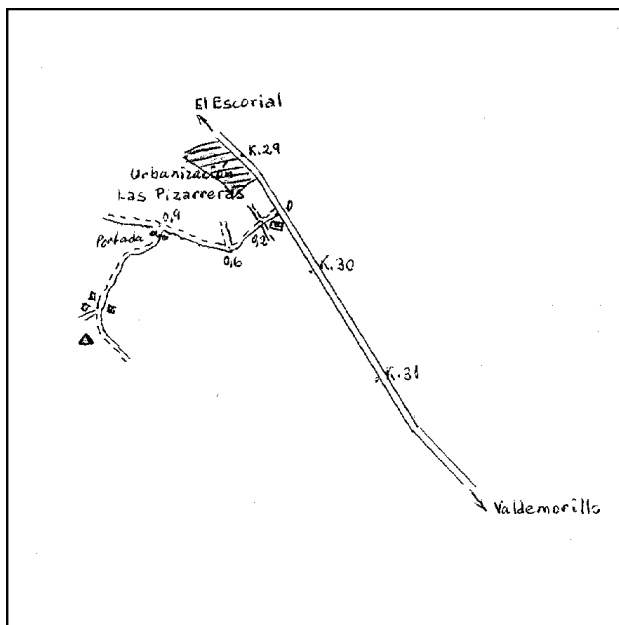 El Escorial
K.29
Urbanización
Las Pizarreras
0
0,9
0,2
Portada
0,6
K.30
K.31
Valdemorillo